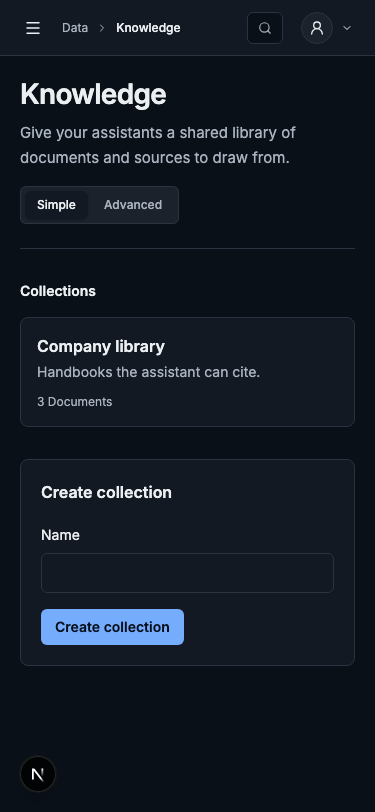 Data > Knowledge
Knowledge
Give your assistants a shared library of
documents and sources to draw from.
Simple Advanced
Collections
Company library
Handbooks the assistant can cite.
3 Documents
Create collection
Name
Create collection
N